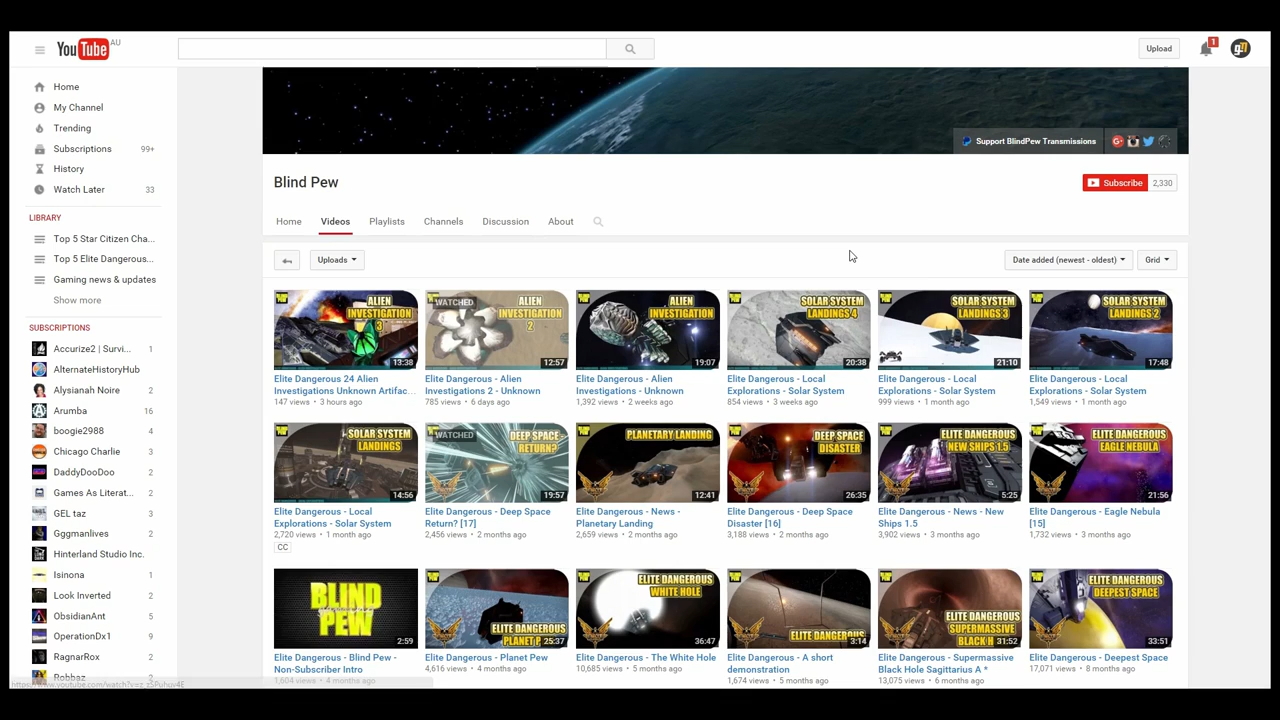 YouTube AU
Upload
1
Home
My Channel
Trending
Subscriptions 99+
History
Watch Later 33
LIBRARY
Top 5 Star Citizen Cha...
Top 5 Elite Dangerous...
Gaming news & updates
Show more
SUBSCRIPTIONS
Accurize2 | Survi... 1
AlternateHistoryHub
Alysianah Noire 2
Arumba 16
boogie2988 4
Chicago Charlie 3
DaddyDooDoo 2
Games As Literat... 2
GEL taz 3
Gggmanlives 2
Hinterland Studio Inc.
Isinona 1
Look Inverted 2
ObsidianAnt 5
OperationDx1 9
RagnarRox 2
Robbaz 2
Support BlindPew Transmissions
Blind Pew
Subscribe 2,330
Home Videos Playlists Channels Discussion About
Uploads Date added (newest - oldest) Grid
ALIEN INVESTIGATION 3
13:38
Elite Dangerous 24 Alien
Investigations Unknown Artifac...
147 views • 3 hours ago
WATCHED
ALIEN INVESTIGATION 2
12:57
Elite Dangerous - Alien
Investigations 2 - Unknown
785 views • 6 days ago
ALIEN INVESTIGATION
19:07
Elite Dangerous - Alien
Investigations - Unknown
1,392 views • 2 weeks ago
SOLAR SYSTEM LANDINGS 4
20:38
Elite Dangerous - Local
Explorations - Solar System
854 views • 3 weeks ago
SOLAR SYSTEM LANDINGS 3
21:10
Elite Dangerous - Local
Explorations - Solar System
999 views • 1 month ago
SOLAR SYSTEM LANDINGS 2
17:48
Elite Dangerous - Local
Explorations - Solar System
1,549 views • 1 month ago
SOLAR SYSTEM LANDINGS
14:56
Elite Dangerous - Local
Explorations - Solar System
2,720 views • 1 month ago
CC
WATCHED
DEEP SPACE - RETURN?
19:57
Elite Dangerous - Deep Space
Return? [17]
2,456 views • 2 months ago
PLANETARY LANDING
12:41
Elite Dangerous - News -
Planetary Landing
2,659 views • 2 months ago
DEEP SPACE DISASTER
26:35
Elite Dangerous - Deep Space
Disaster [16]
3,188 views • 2 months ago
ELITE DANGEROUS NEW SHIPS 1.5
5:25
Elite Dangerous - News - New
Ships 1.5
3,902 views • 3 months ago
ELITE DANGEROUS EAGLE NEBULA
21:56
Elite Dangerous - Eagle Nebula
[15]
1,732 views • 3 months ago
BLIND PEW
2:59
Elite Dangerous - Blind Pew -
Non-Subscriber Intro
1,604 views • 4 months ago
ELITE DANGEROUS PLANET P
25:37
Elite Dangerous - Planet Pew
4,616 views • 4 months ago
ELITE DANGEROUS WHITE HOLE
36:47
Elite Dangerous - The White Hole
10,685 views • 5 months ago
ELITE DANGEROUS
3:14
Elite Dangerous - A short
demonstration
1,674 views • 5 months ago
ELITE DANGEROUS SUPERMASSIVE BLACK H
31:52
Elite Dangerous - Supermassive
Black Hole Sagittarius A *
13,075 views • 6 months ago
ELITE DANGEROUS DEEPEST SPACE
33:51
Elite Dangerous - Deepest Space
17,071 views • 8 months ago